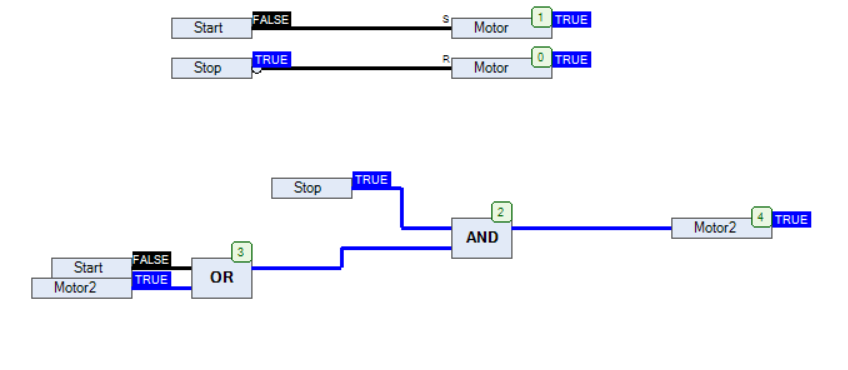 Start FALSE S Motor 1 TRUE
Stop TRUE R Motor 0 TRUE
Stop TRUE
AND 2 Motor2 4 TRUE
Start FALSE OR 3
Motor2 TRUE